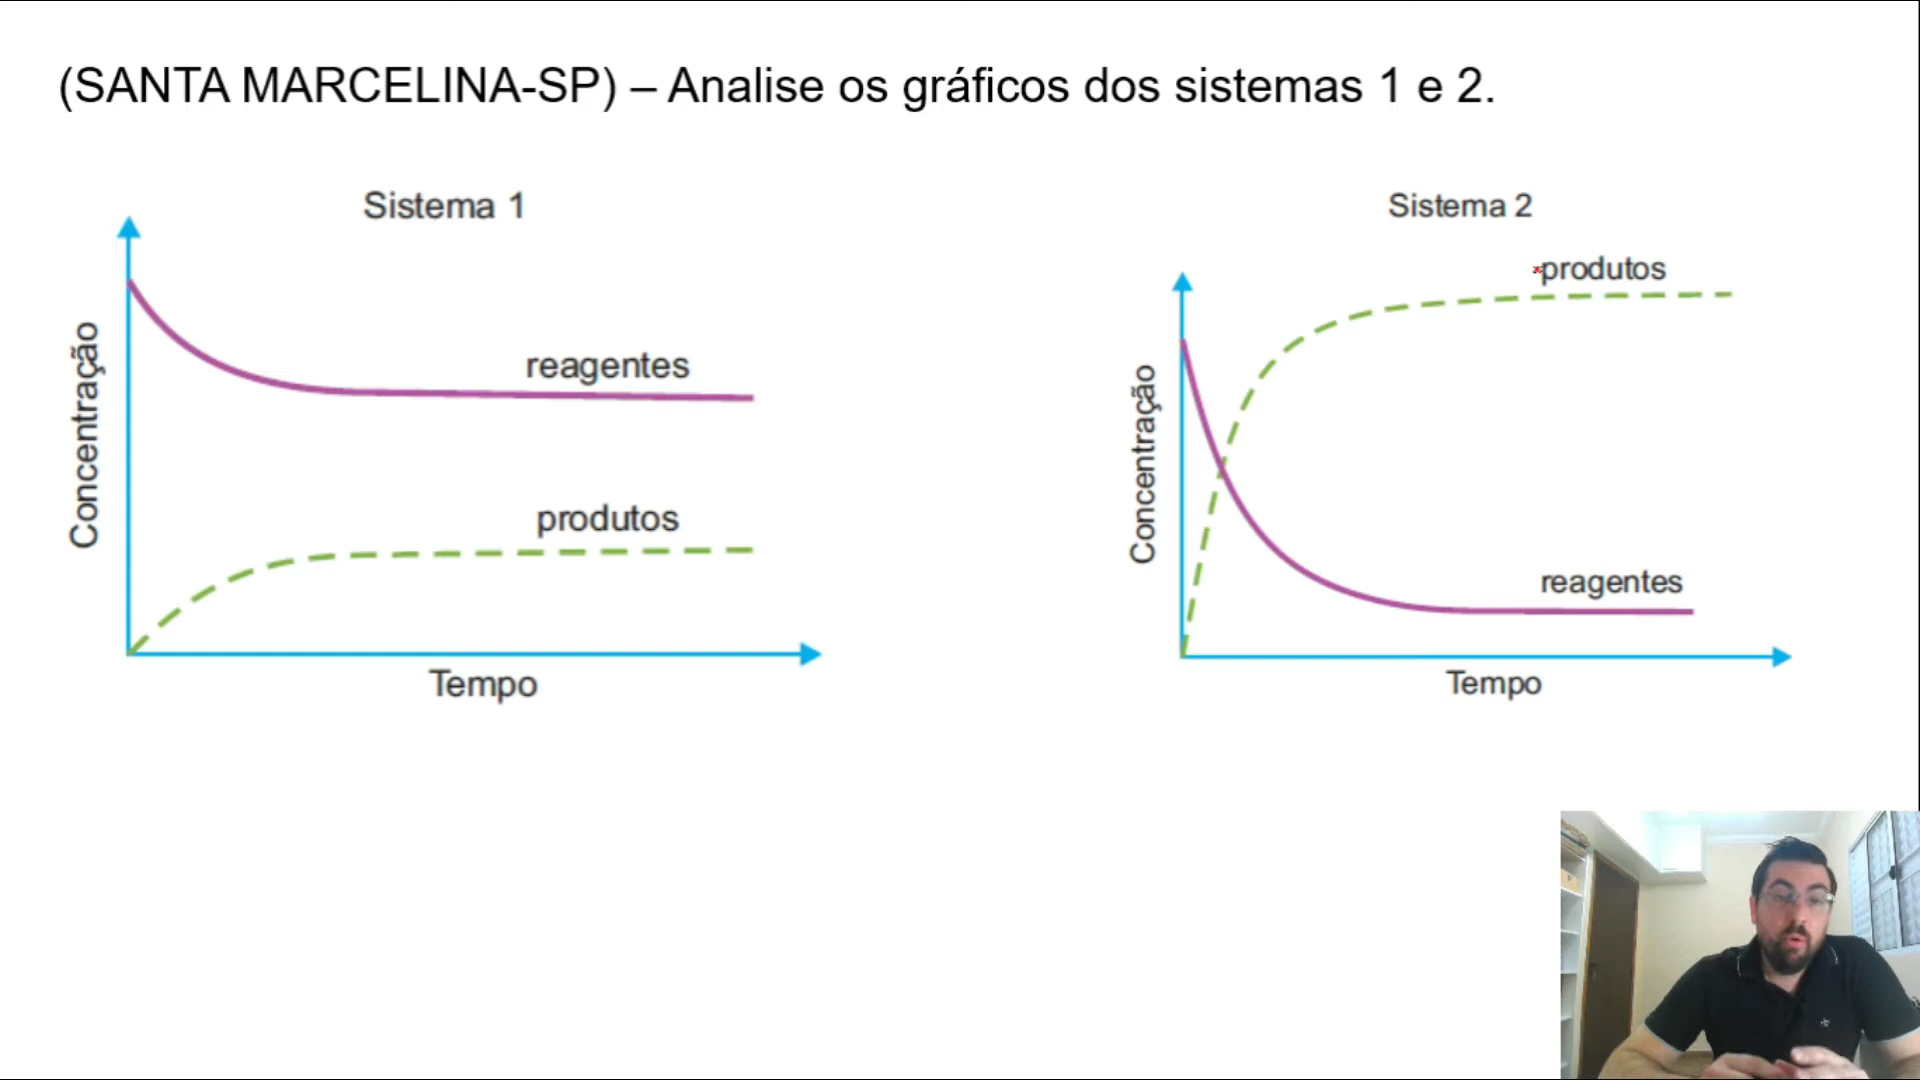 (SANTA MARCELINA-SP) – Analise os gráficos dos sistemas 1 e 2.
Sistema 1
Concentração
reagentes
produtos
Tempo
Sistema 2
Concentração
produtos
reagentes
Tempo